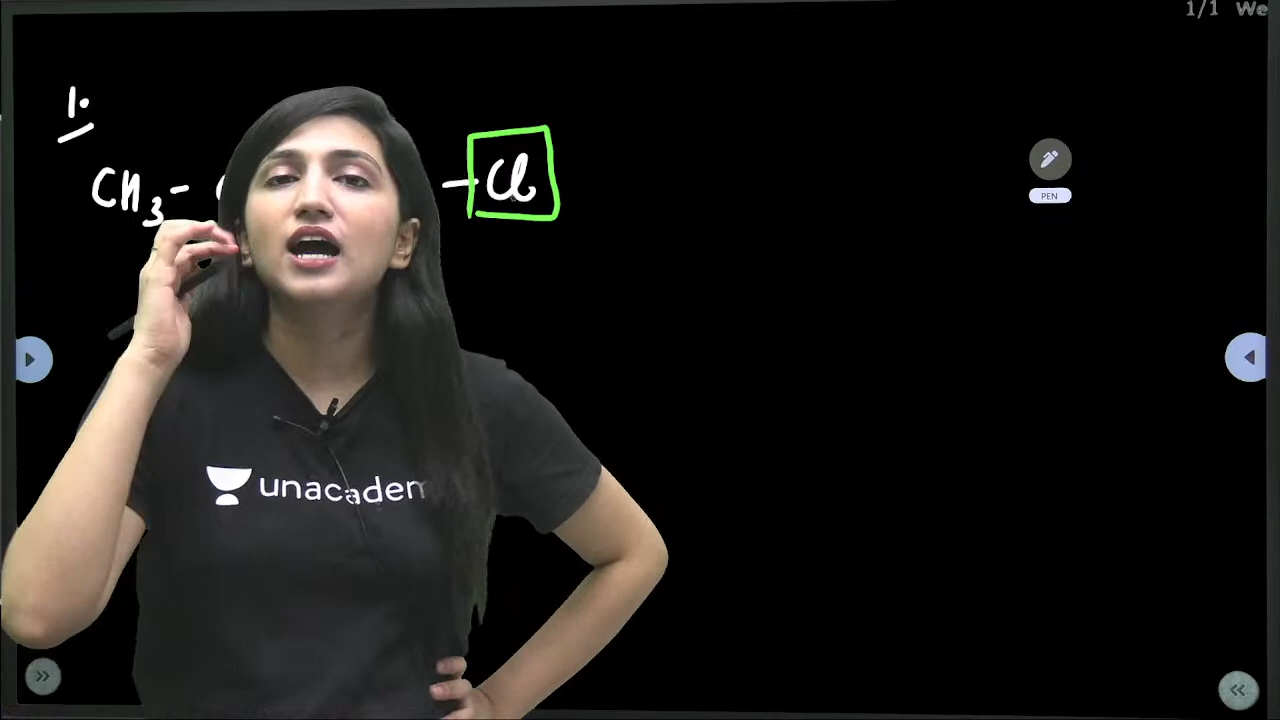 1/1 We
1.
CH₃- C
-Cl
PEN
unacadem